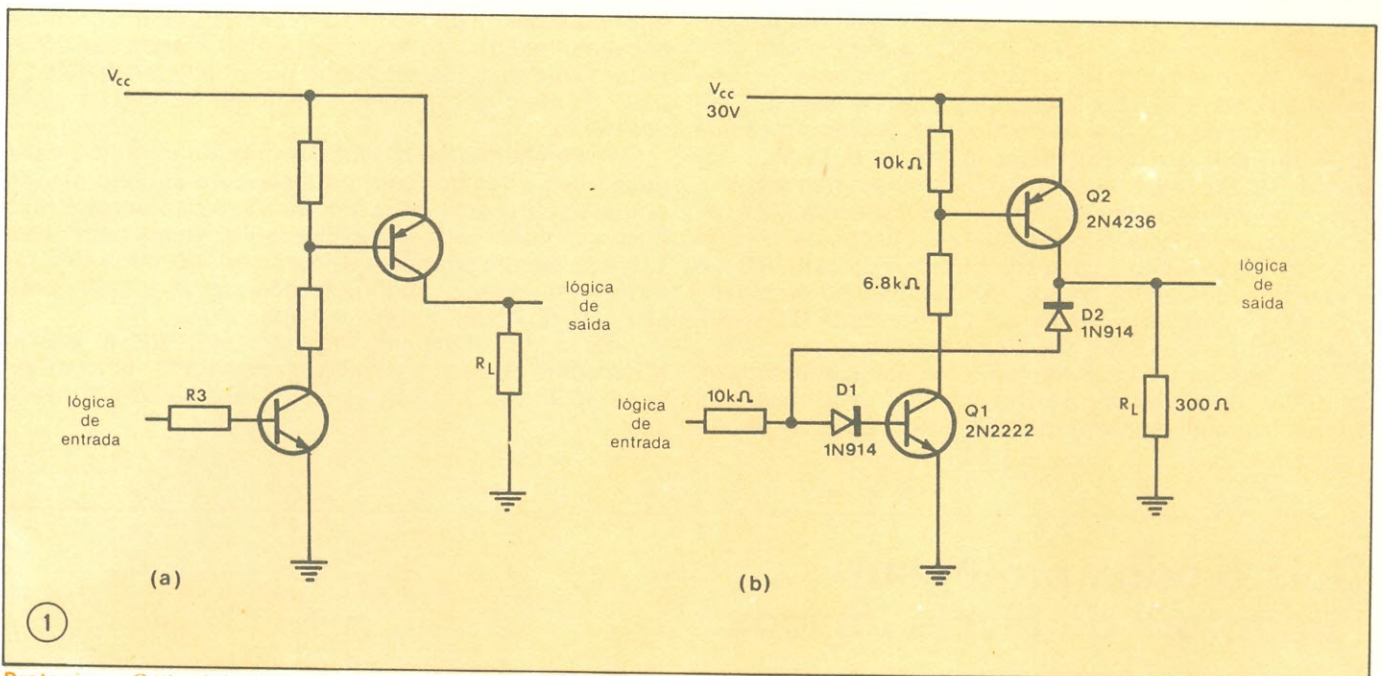 Vcc
R3
lógica
de
entrada
RL
lógica
de
saída
(a)
Vcc
30V
10kΩ
Q2
2N4236
6.8kΩ
lógica
de
saída
D2
1N914
10kΩ
lógica
de
entrada
D1
1N914
Q1
2N2222
RL
300Ω
(b)
1